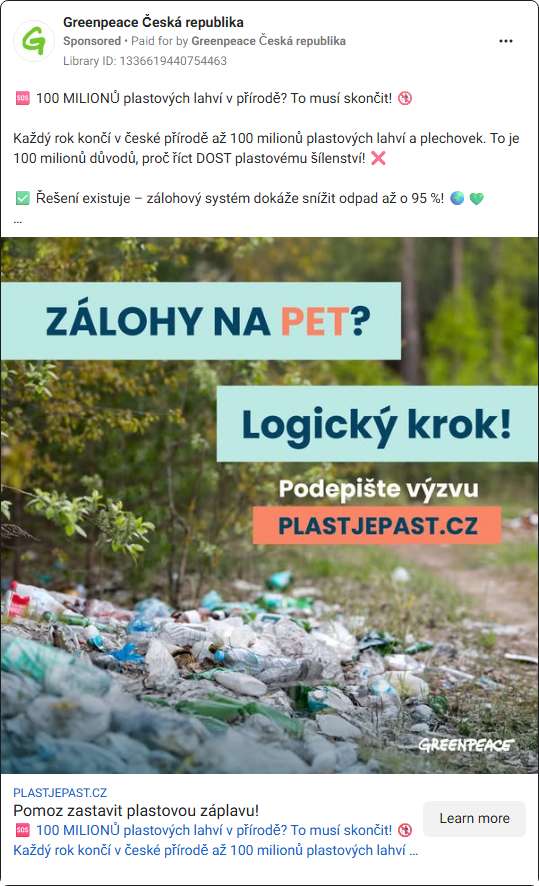 Greenpeace Česká republika
Sponsored • Paid for by Greenpeace Česká republika
Library ID: 1336619440754463
🆘 100 MILIONŮ plastových lahví v přírodě? To musí skončit! 🚯
Každý rok končí v české přírodě až 100 milionů plastových lahví a plechovek. To je
100 milionů důvodů, proč říct DOST plastovému šílenství! ❌
✅ Řešení existuje – zálohový systém dokáže snížit odpad až o 95 %! 🌍 💚
...
ZÁLOHY NA PET?
Logický krok!
Podepište výzvu
PLASTJEPAST.CZ
GREENPEACE
PLASTJEPAST.CZ
Pomoz zastavit plastovou záplavu!
🆘 100 MILIONŮ plastových lahví v přírodě? To musí skončit! 🚯
Každý rok končí v české přírodě až 100 milionů plastových lahví ...
Learn more